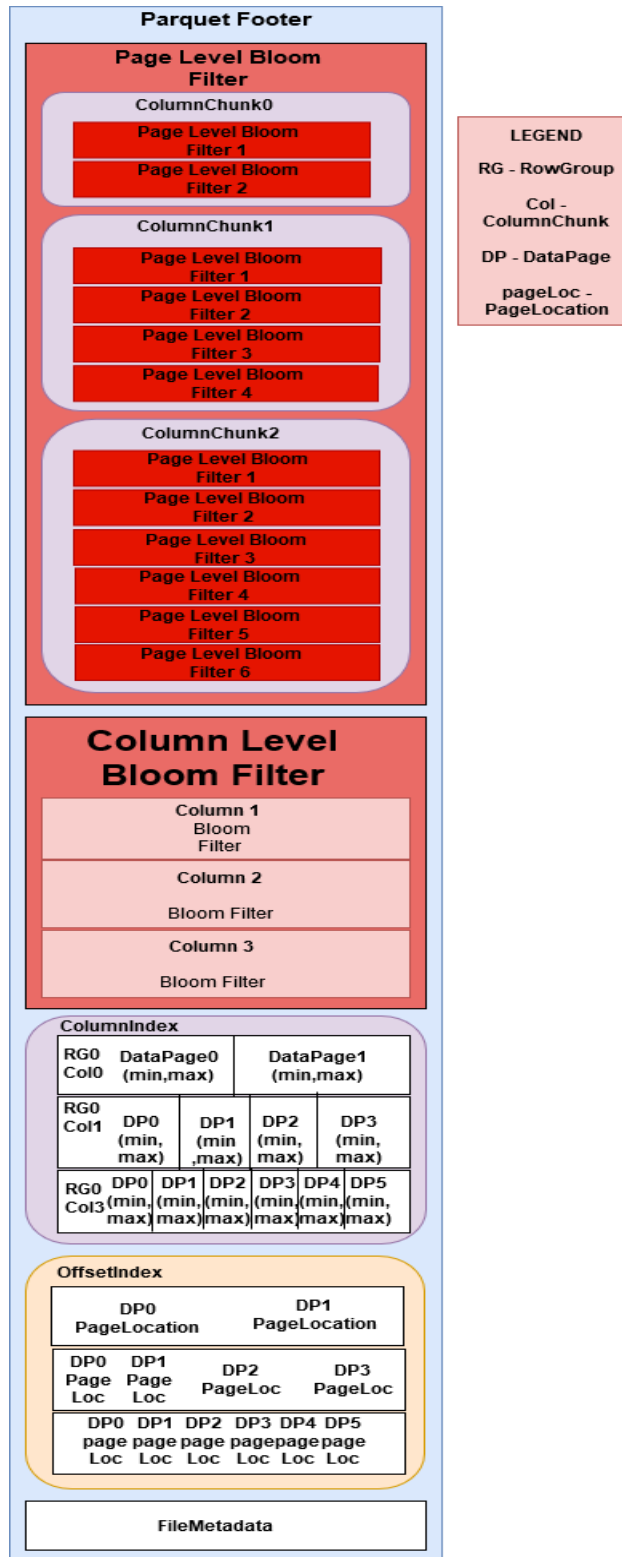 Parquet Footer
Page Level Bloom
Filter
ColumnChunk0
Page Level Bloom
Filter 1
Page Level Bloom
Filter 2
ColumnChunk1
Page Level Bloom
Filter 1
Page Level Bloom
Filter 2
Page Level Bloom
Filter 3
Page Level Bloom
Filter 4
ColumnChunk2
Page Level Bloom
Filter 1
Page Level Bloom
Filter 2
Page Level Bloom
Filter 3
Page Level Bloom
Filter 4
Page Level Bloom
Filter 5
Page Level Bloom
Filter 6
Column Level
Bloom Filter
Column 1
Bloom
Filter
Column 2
Bloom Filter
Column 3
Bloom Filter
ColumnIndex
RG0
Col0
DataPage0
(min,max)
DataPage1
(min,max)
RG0
Col1
DP0
(min,
max)
DP1
(min
,max)
DP2
(min,
max)
DP3
(min,
max)
RG0
Col3
DP0
(min,
max)
DP1
(min,
max)
DP2
(min,
max)
DP3
(min,
max)
DP4
(min,
max)
DP5
(min,
max)
OffsetIndex
DP0
PageLocation
DP1
PageLocation
DP0
Page
Loc
DP1
Page
Loc
DP2
PageLoc
DP3
PageLoc
DP0
page
Loc
DP1
page
Loc
DP2
page
Loc
DP3
page
Loc
DP4
page
Loc
DP5
page
Loc
FileMetadata
LEGEND
RG - RowGroup
Col -
ColumnChunk
DP - DataPage
pageLoc -
PageLocation